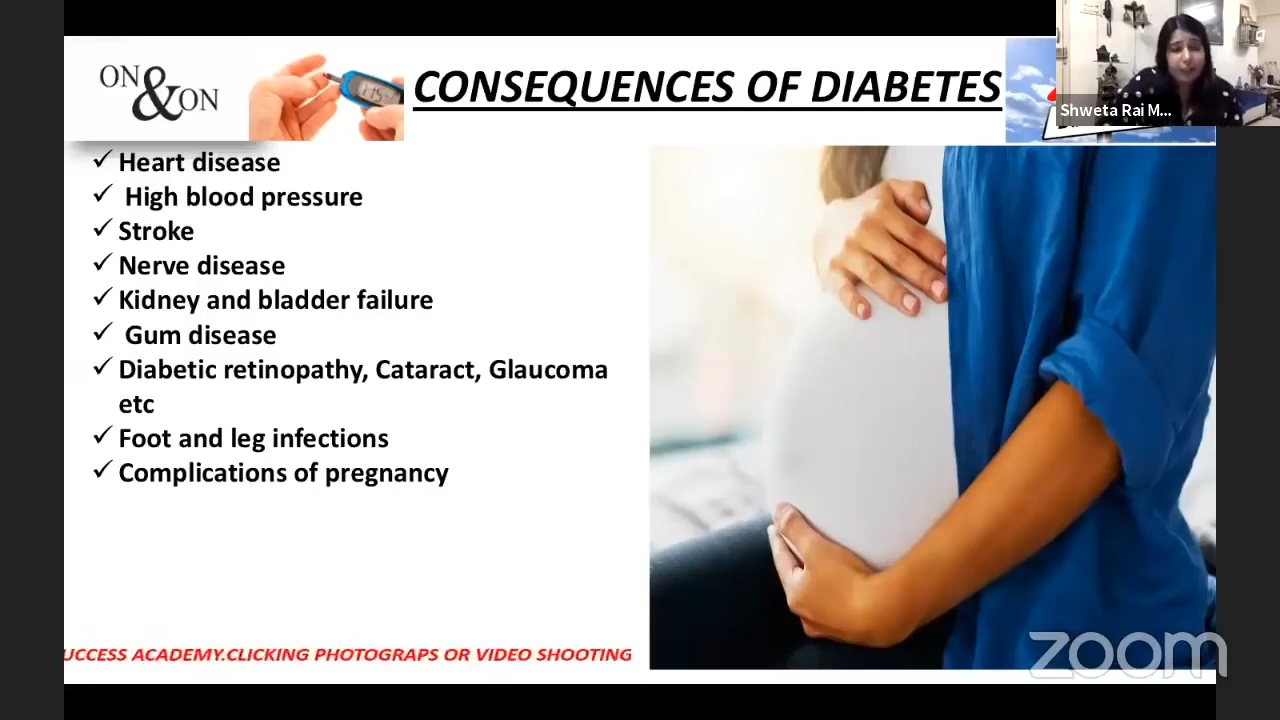 ON & ON
CONSEQUENCES OF DIABETES
Shweta Rai M...
Heart disease
High blood pressure
Stroke
Nerve disease
Kidney and bladder failure
Gum disease
Diabetic retinopathy, Cataract, Glaucoma
etc
Foot and leg infections
Complications of pregnancy
UCCESS ACADEMY.CLICKING PHOTOGRAPS OR VIDEO SHOOTING
zoom